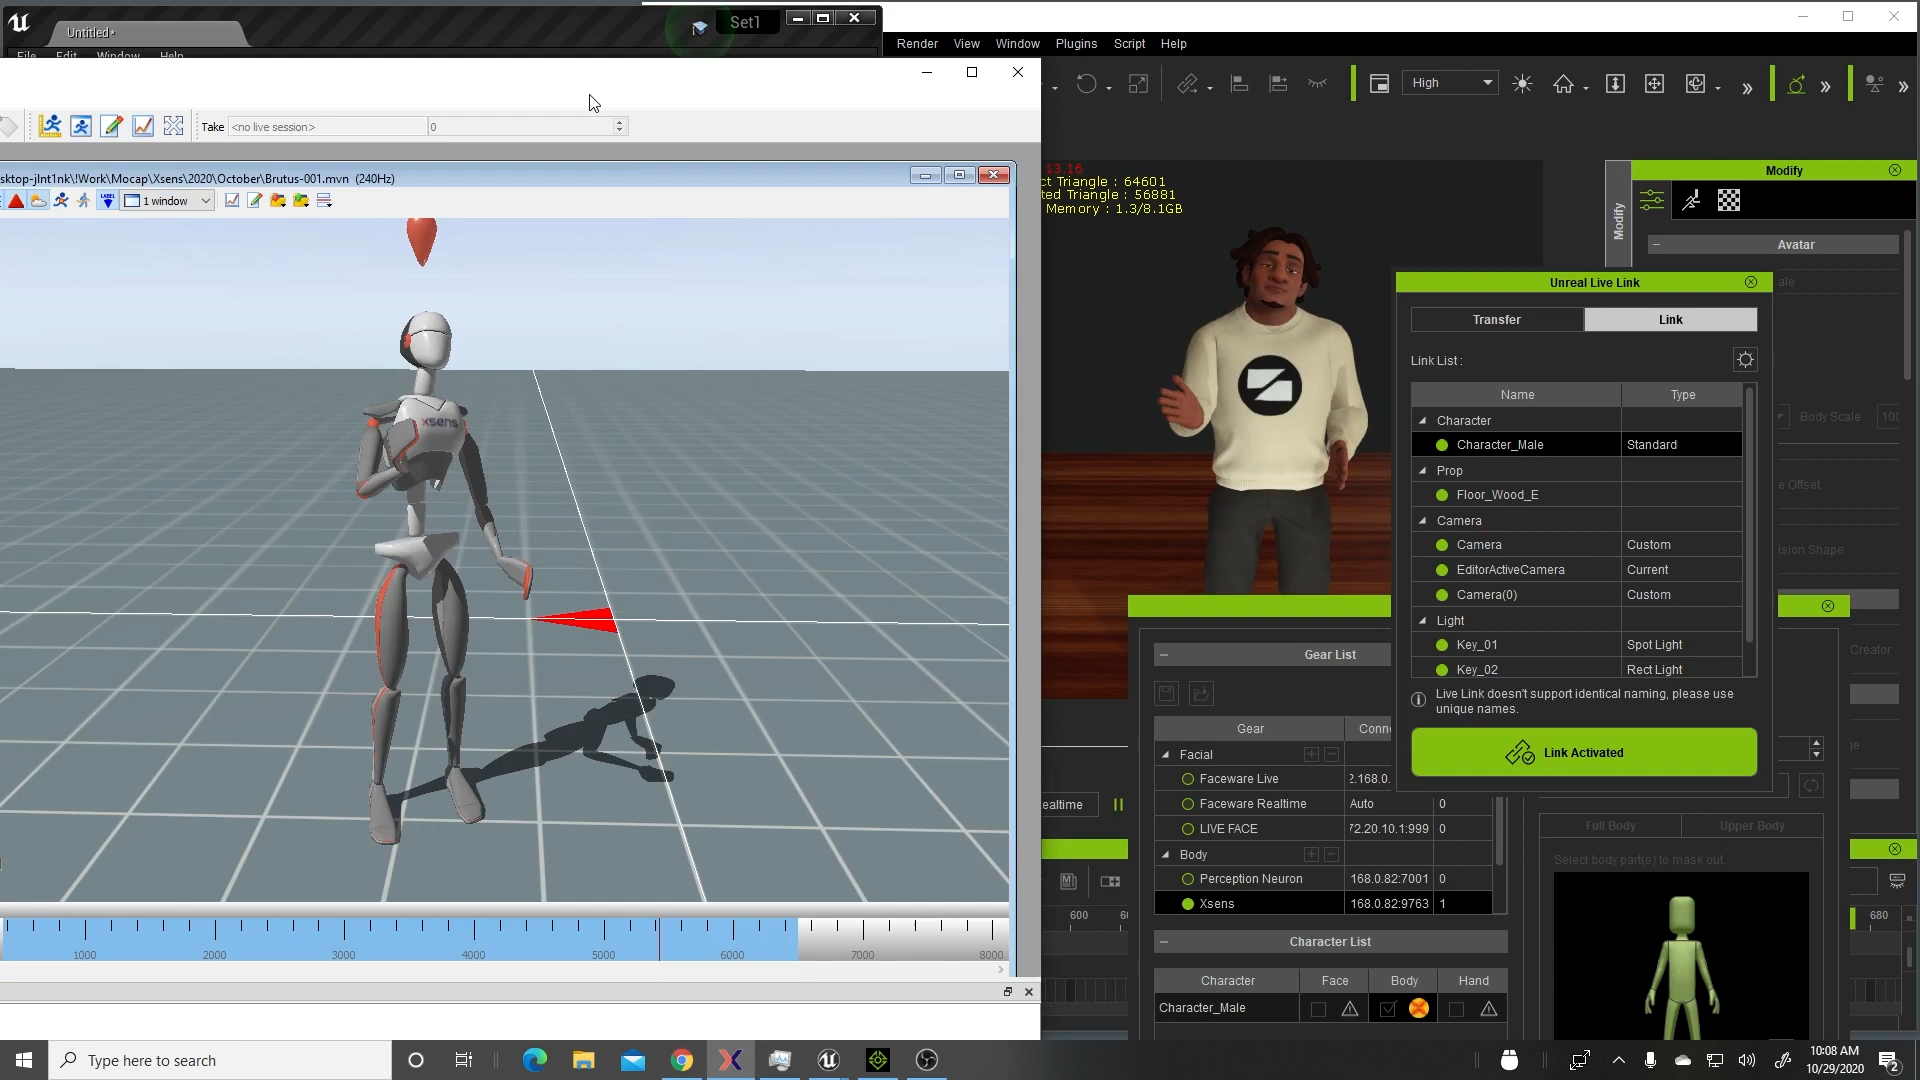 Untitled*
Set1
File Edit Window Help
Render View Window Plugins Script Help
High
Take <no live session> 0
sktop-jlnt1nk\!Work\Mocap\Xsens\2020\October\Brutus-001.mvn (240Hz)
LABEL
1 window
xsens
1000 2000 3000 4000 5000 6000 7000 8000
13.16
ct Triangle : 64601
ted Triangle : 56881
Memory : 1.3/8.1GB
Modify
Modify
Avatar
ale
Body Scale : 100
e Offset
ision Shape
Creator
Unreal Live Link
Transfer Link
Link List :
Name Type
Character
Character_Male Standard
Prop
Floor_Wood_E
Camera
Camera Custom
EditorActiveCamera Current
Camera(0) Custom
Light
Key_01 Spot Light
Key_02 Rect Light
Live Link doesn't support identical naming, please use
unique names.
Link Activated
Gear List
Gear Conn
Facial
Faceware Live 2.168.0.
Faceware Realtime Auto 0
LIVE FACE 72.20.10.1:999 0
Body
Perception Neuron 168.0.82:7001 0
Xsens 168.0.82:9763 1
Character List
Character Face Body Hand
Character_Male
ealtime
600
Full Body Upper Body
Select body part(s) to mask out.
680
Type here to search
10:08 AM
10/29/2020
2